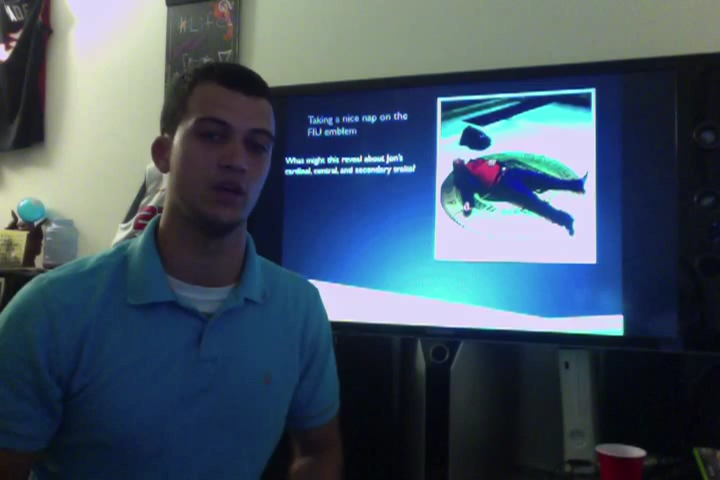 Taking a nice nap on the
FIU emblem
What might this reveal about Jon's
cardinal, central, and secondary traits?